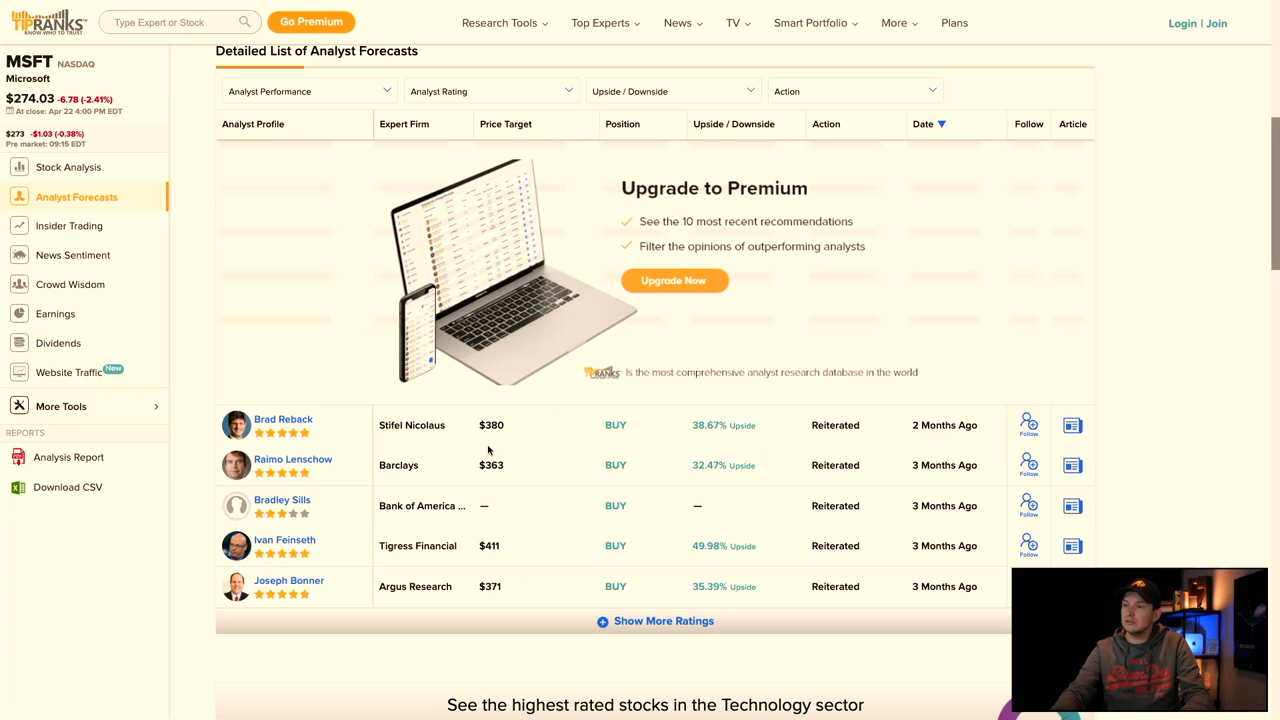 TIPRANKS
KNOW WHO TO TRUST
Type Expert or Stock
Go Premium
Research Tools
Top Experts
News
TV
Smart Portfolio
More
Plans
Login | Join
MSFT NASDAQ
Microsoft
$274.03 -6.78 (-2.41%)
At close: Apr 22 4:00 PM EDT
$273 -$1.03 (-0.38%)
Pre market: 09:15 EDT
Stock Analysis
Analyst Forecasts
Insider Trading
News Sentiment
Crowd Wisdom
Earnings
Dividends
Website Traffic New
More Tools
REPORTS
Analysis Report
Download CSV
Detailed List of Analyst Forecasts
Analyst Performance
Analyst Rating
Upside / Downside
Action
Analyst Profile Expert Firm Price Target Position Upside / Downside Action Date Follow Article
Upgrade to Premium
See the 10 most recent recommendations
Filter the opinions of outperforming analysts
Upgrade Now
TIPRANKS Is the most comprehensive analyst research database in the world
Brad Reback Stifel Nicolaus $380 BUY 38.67% Upside Reiterated 2 Months Ago Follow
Raimo Lenschow Barclays $363 BUY 32.47% Upside Reiterated 3 Months Ago Follow
Bradley Sills Bank of America ... — BUY — Reiterated 3 Months Ago Follow
Ivan Feinseth Tigress Financial $411 BUY 49.98% Upside Reiterated 3 Months Ago Follow
Joseph Bonner Argus Research $371 BUY 35.39% Upside Reiterated 3 Months Ago
Show More Ratings
See the highest rated stocks in the Technology sector